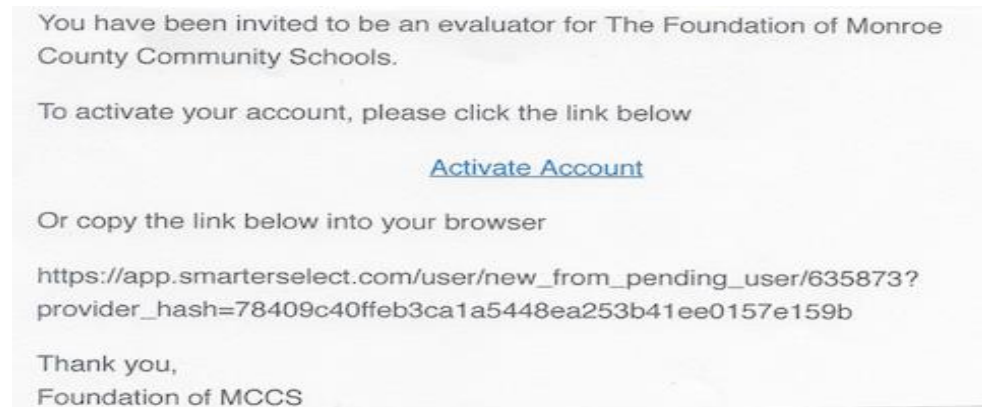 You have been invited to be an evaluator for The Foundation of Monroe
County Community Schools.
To activate your account, please click the link below
Activate Account
Or copy the link below into your browser
https://app.smarterselect.com/user/new_from_pending_user/635873?
provider_hash=78409c40ffeb3ca1a5448ea253b41ee0157e159b
Thank you,
Foundation of MCCS